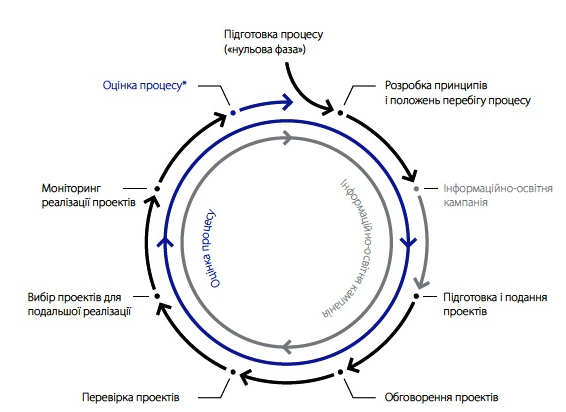 Підготовка процесу
(«нульова фаза»)
Оцінка процесу*
Розробка принципів
і положень перебігу процесу
Моніторинг
реалізації проектів
Інформаційно-освітня
кампанія
Оцінка процесу
Інформаційно-освітня кампанія
Вибір проектів для
подальшої реалізації
Підготовка і подання
проектів
Перевірка проектів
Обговорення проектів